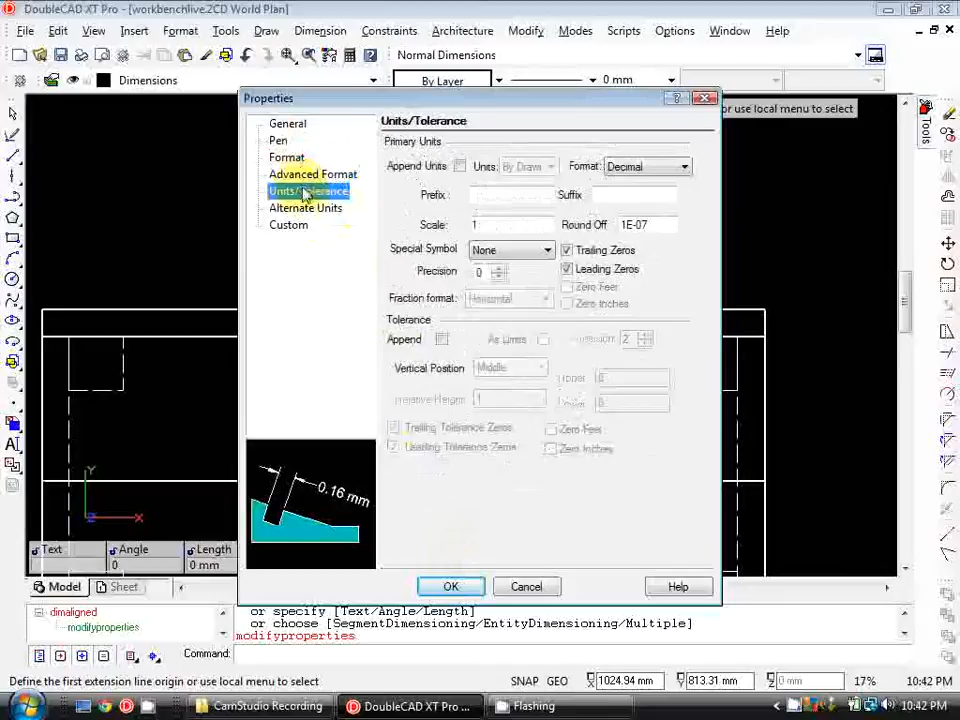 DoubleCAD XT Pro - [workbenchlive.2CD World Plan]
File Edit View Insert Format Tools Draw Dimension Constraints Architecture Modify Modes Scripts Options Window Help
Normal Dimensions
Dimensions By Layer 0 mm
Properties
or use local menu to select
Tools
General
Pen
Format
Advanced Format
Units/Tolerance
Alternate Units
Custom
Units/Tolerance
Primary Units
Append Units Units: By Draw Format: Decimal
Prefix Suffix
Scale: 1 Round Off 1E-07
Special Symbol None Trailing Zeros
Precision 0 Leading Zeros
Zero Feet
Fraction format: Horizontal Zero Inches
Tolerance
Append As Limits 2
Vertical Position Middle
Upper 0
1
0
Trailing Tolerance Zeros Zero Feet
Leading Tolerance Zeros Zero Inches
0.16 mm
OK Cancel Help
Y
X
Text Angle Length
0 0 mm
Model Sheet
dimaligned
modifyproperties
or specify [Text/Angle/Length]
or choose [SegmentDimensioning/EntityDimensioning/Multiple]
modifyproperties
Command:
Define the first extension line origin or use local menu to select SNAP GEO X 1024.94 mm Y 813.31 mm Z 0 mm 17% 10:42 PM
CamStudio Recording DoubleCAD XT Pro ... Flashing 10:42 PM